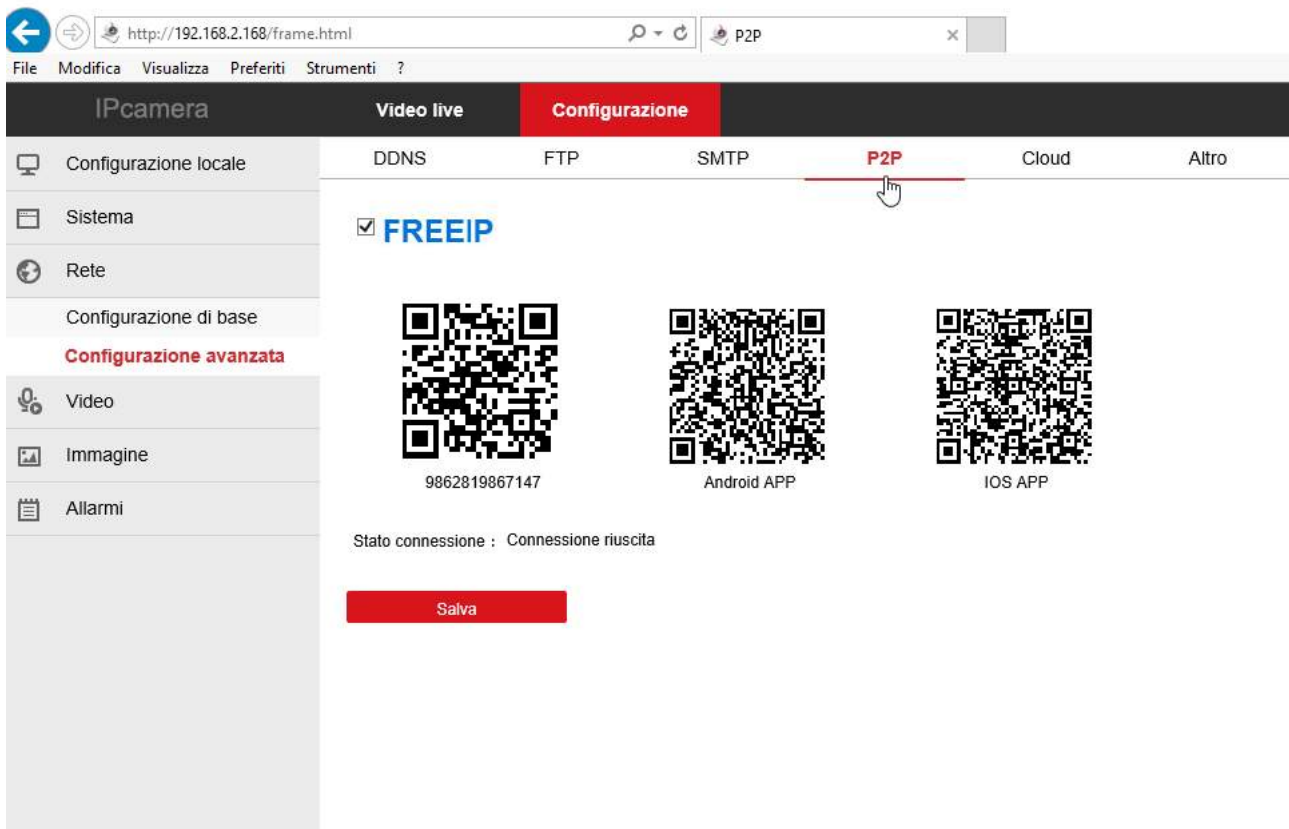 http://192.168.2.168/frame.html
P2P
File Modifica Visualizza Preferiti Strumenti ?
IPcamera
Video live
Configurazione
Configurazione locale
Sistema
Rete
Configurazione di base
Configurazione avanzata
Video
Immagine
Allarmi
DDNS FTP SMTP P2P Cloud Altro
FREEIP
9862819867147
Android APP
IOS APP
Stato connessione : Connessione riuscita
Salva